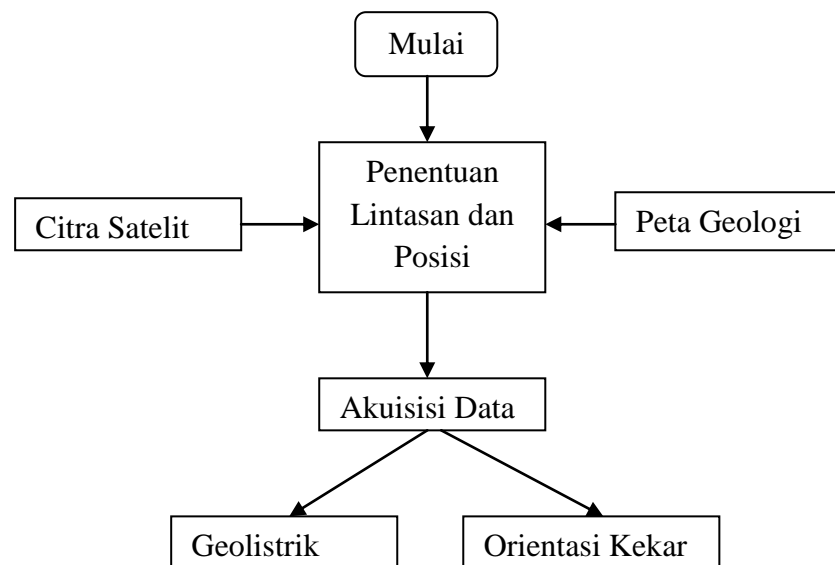 Mulai
Penentuan
Lintasan dan
Posisi
Citra Satelit
Peta Geologi
Akuisisi Data
Geolistrik
Orientasi Kekar